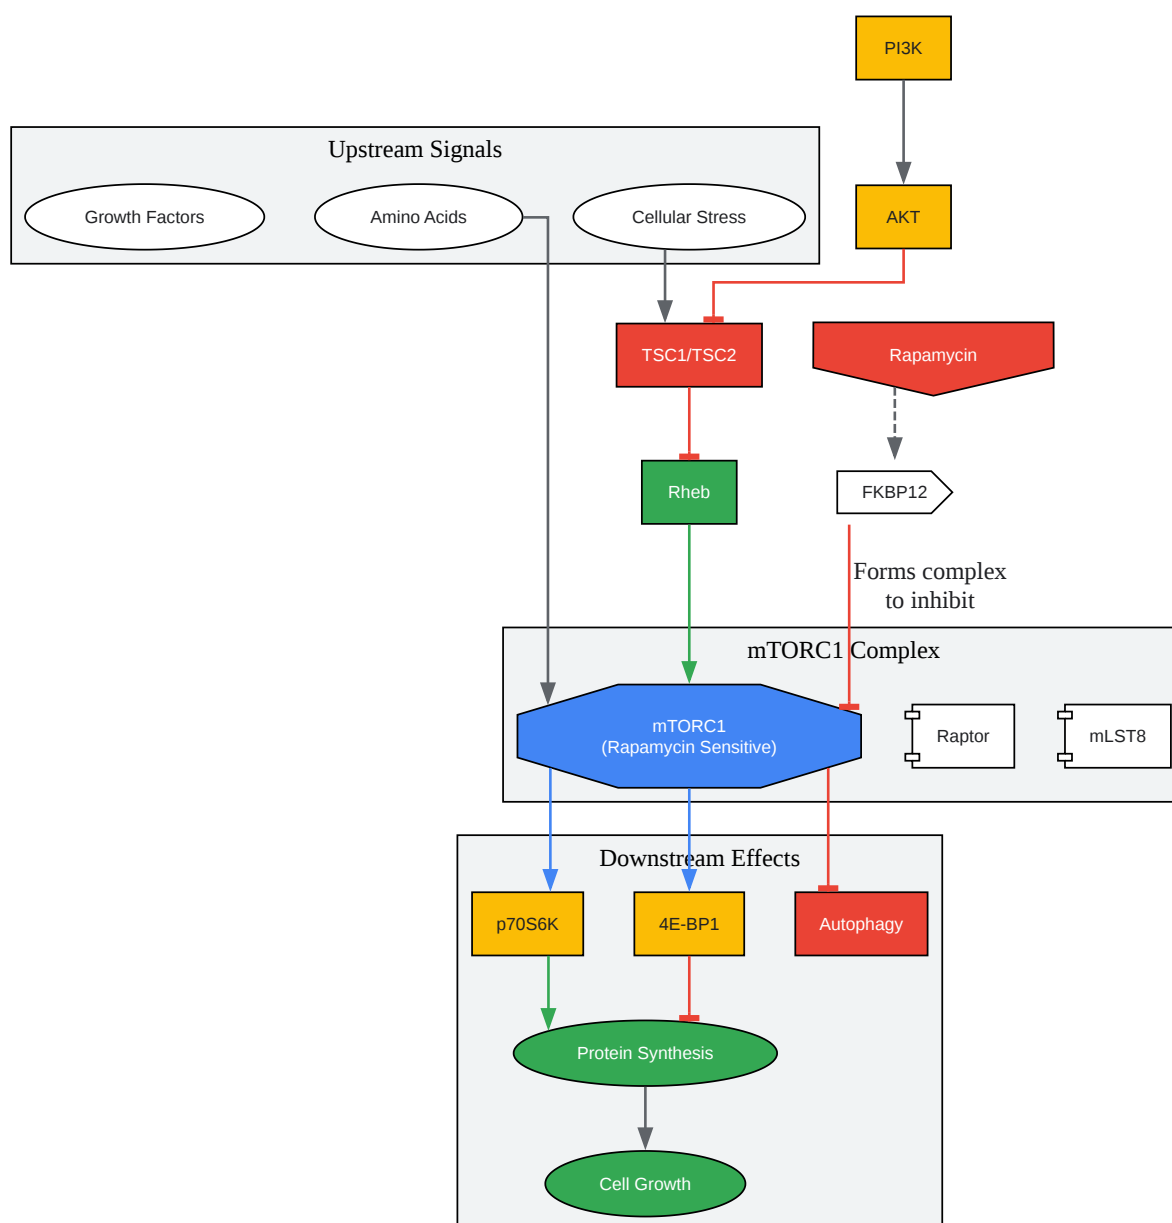 PI3K
Upstream Signals
Growth Factors
Amino Acids
Cellular Stress
AKT
TSC1/TSC2
Rapamycin
Rheb
FKBP12
Forms complex
to inhibit
mTORC1 Complex
mTORC1
(Rapamycin Sensitive)
Raptor
mLST8
Downstream Effects
p70S6K
4E-BP1
Autophagy
Protein Synthesis
Cell Growth